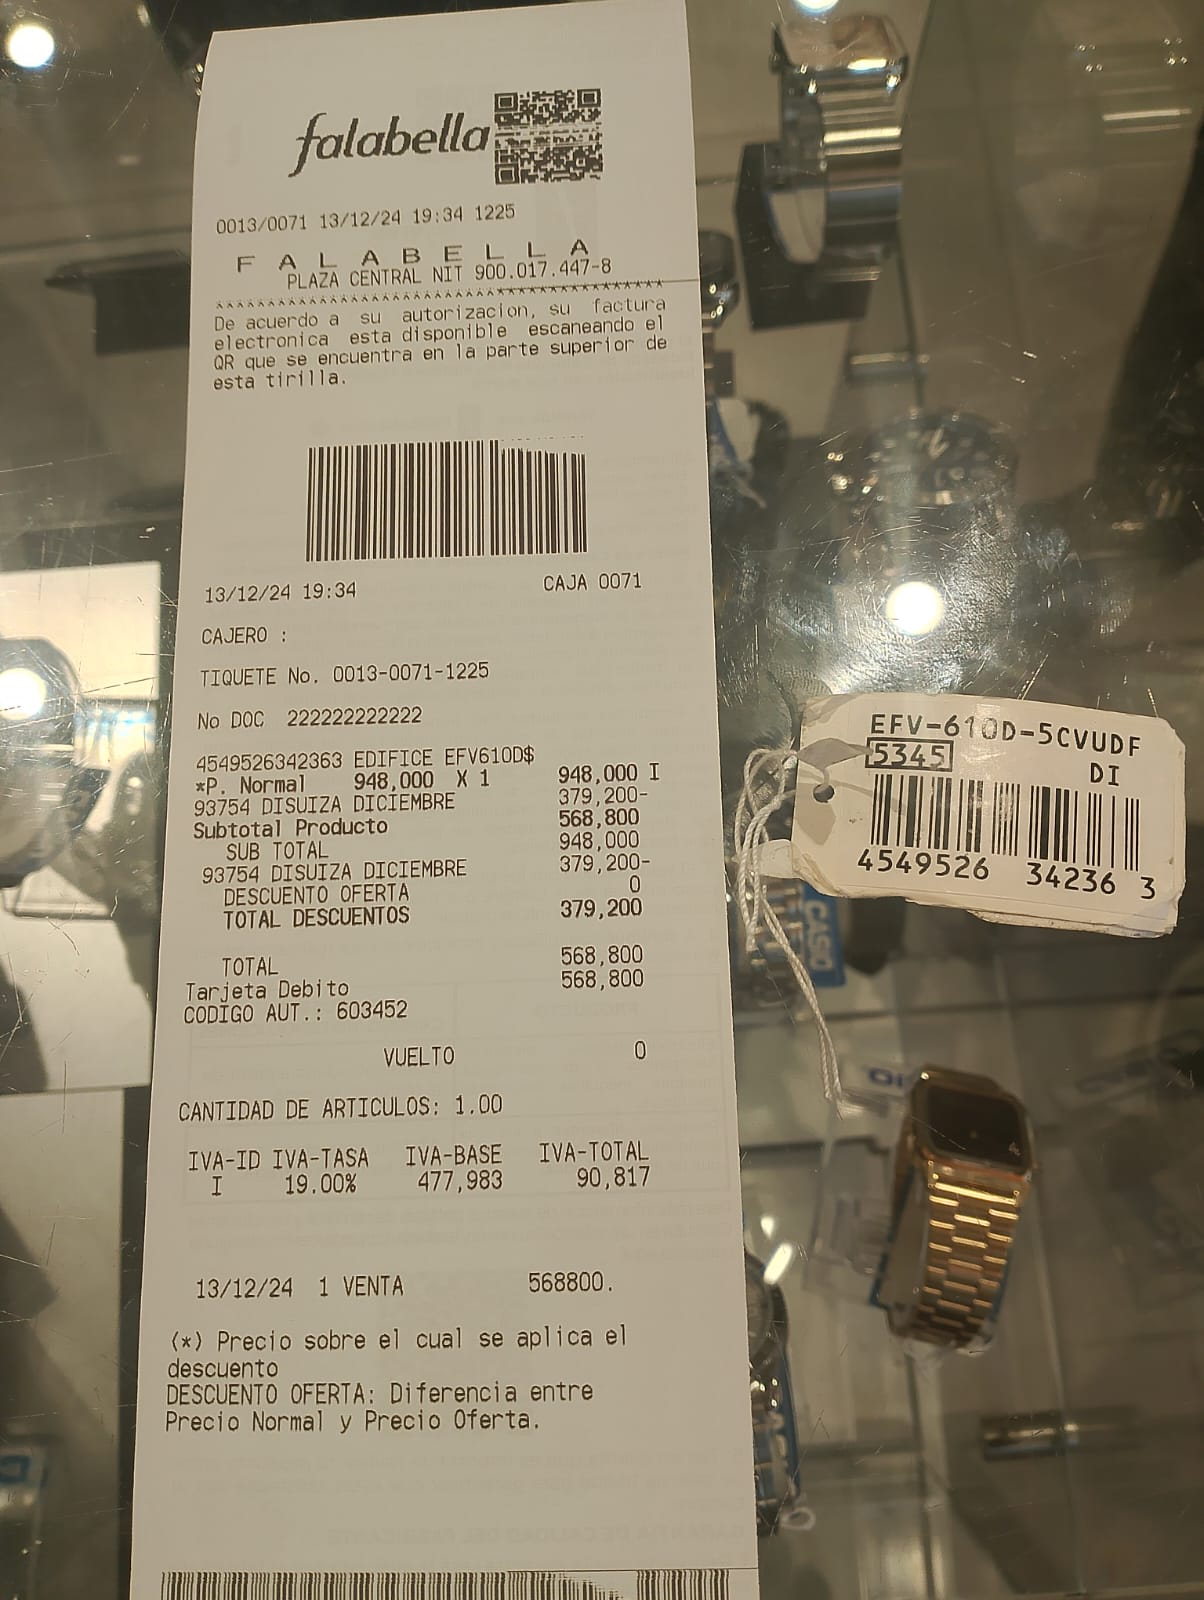 falabella
0013/0071 13/12/24 19:34 1225
F A L A B E L L A
PLAZA CENTRAL NIT 900.017.447-8
De acuerdo a su autorizacion, su factura
electronica esta disponible escaneando el
QR que se encuentra en la parte superior de
esta tirilla.
13/12/24 19:34 CAJA 0071
CAJERO :
TIQUETE No. 0013-0071-1225
No DOC 222222222222
4549526342363 EDIFICE EFV610D$
*P. Normal 948,000 X 1 948,000 I
93754 DISUIZA DICIEMBRE 379,200-
Subtotal Producto 568,800
SUB TOTAL 948,000
93754 DISUIZA DICIEMBRE 379,200-
DESCUENTO OFERTA 0
TOTAL DESCUENTOS 379,200
TOTAL 568,800
Tarjeta Debito 568,800
CODIGO AUT.: 603452
VUELTO 0
CANTIDAD DE ARTICULOS: 1.00
IVA-ID IVA-TASA IVA-BASE IVA-TOTAL
I 19.00% 477,983 90,817
13/12/24 1 VENTA 568800.
(*) Precio sobre el cual se aplica el
descuento
DESCUENTO OFERTA: Diferencia entre
Precio Normal y Precio Oferta.
EFV-610D-5CVUDF
5345 DI
4549526 34236 3